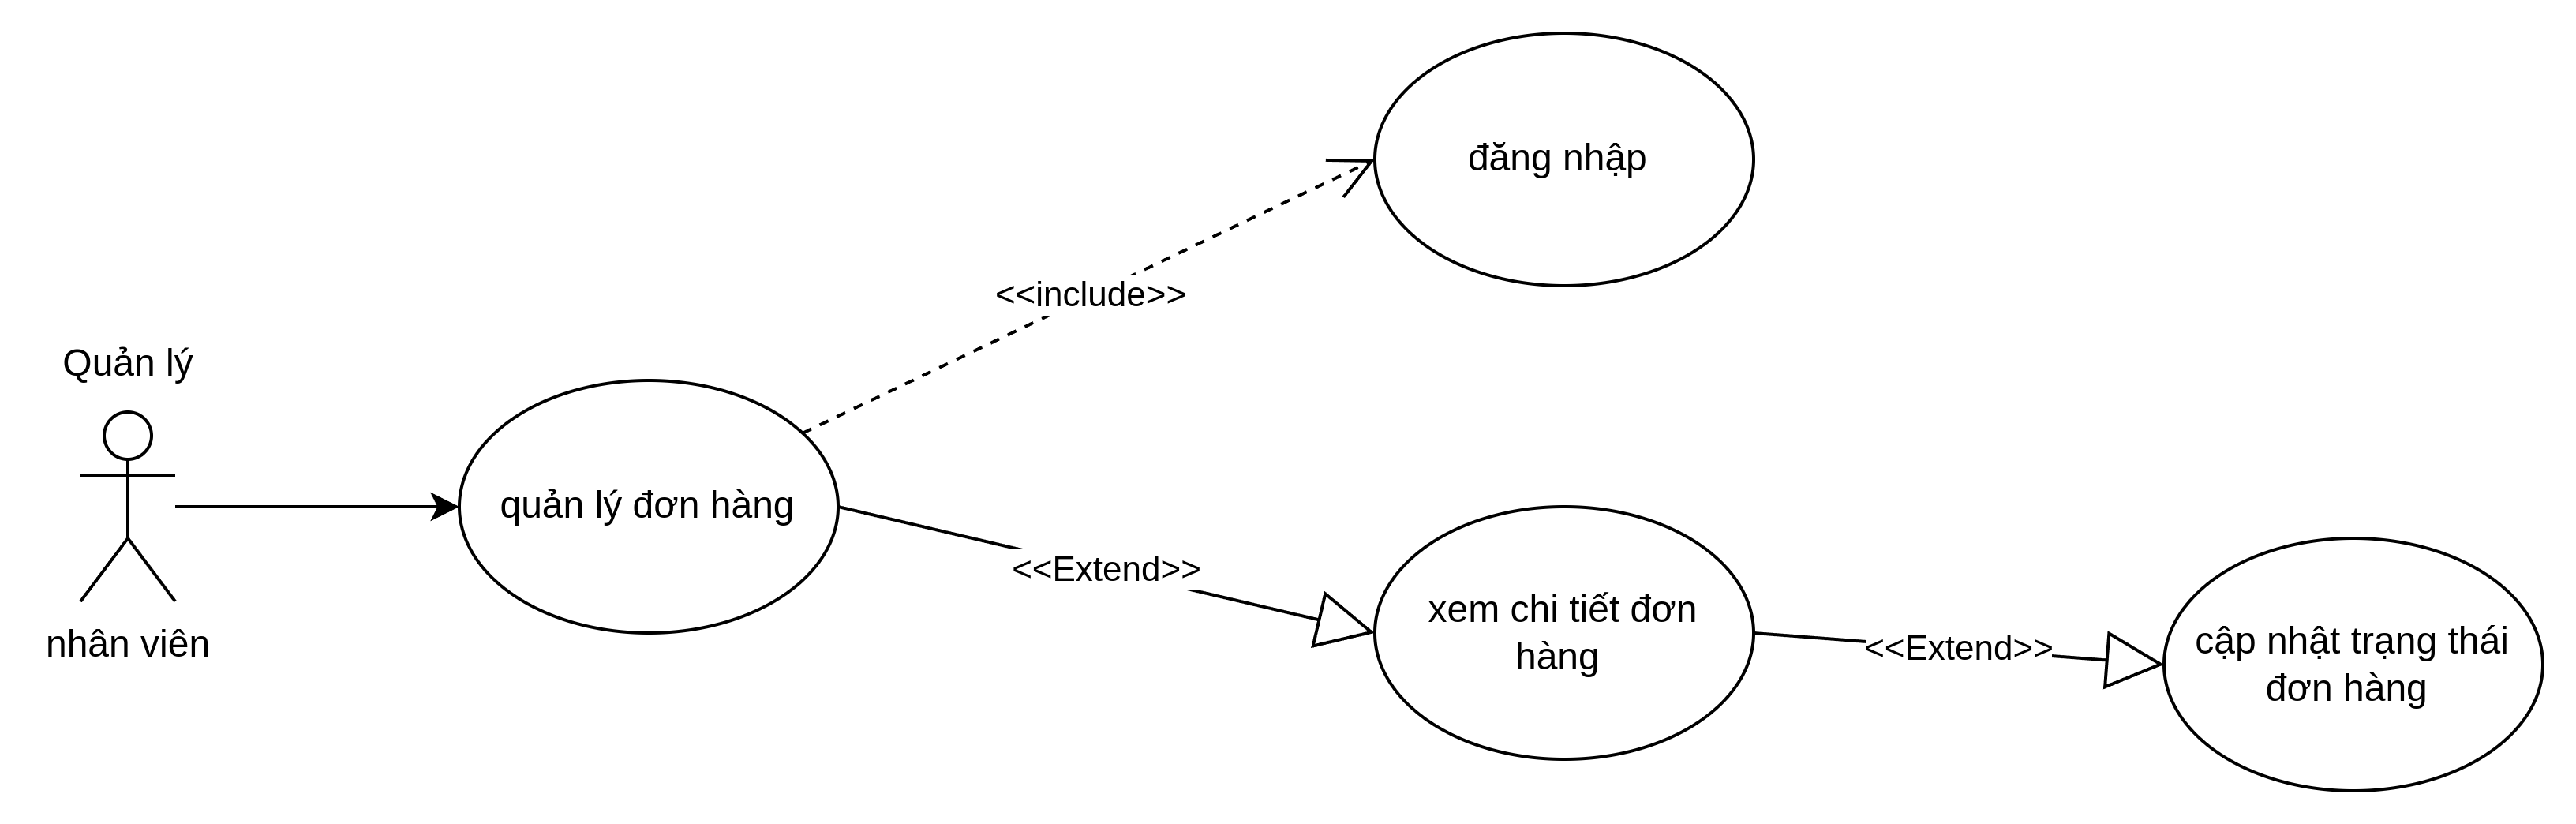 đăng nhập
<<include>>
Quản lý
quản lý đơn hàng
<<Extend>>
xem chi tiết đơn
hàng
<<Extend>>
cập nhật trạng thái
đơn hàng
nhân viên